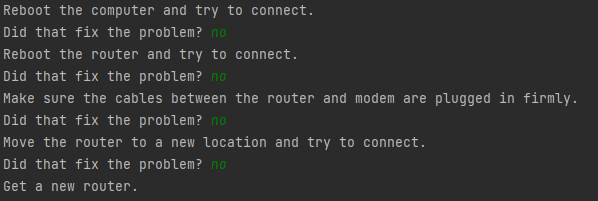 Reboot the computer and try to connect.
Did that fix the problem? no
Reboot the router and try to connect.
Did that fix the problem? no
Make sure the cables between the router and modem are plugged in firmly.
Did that fix the problem? no
Move the router to a new location and try to connect.
Did that fix the problem? no
Get a new router.